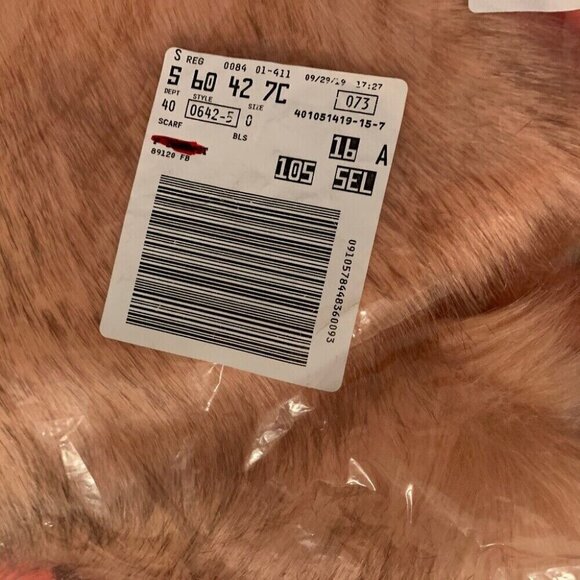 S REG 0084 01-411 09/29/19 17:27
5 60 42 7C 073
DEPT STYLE SIZE 401051419-15-7
40 0642-5 0
SCARF BLS 16 A
89120 FB 105 SEL
0910578448360093